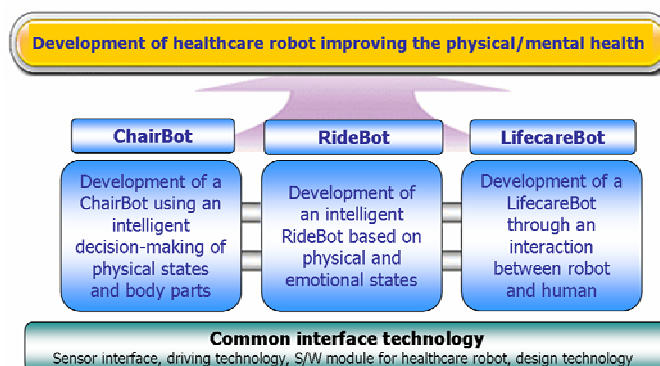 Development of healthcare robot improving the physical/mental health
ChairBot
RideBot
LifecareBot
Development of a
ChairBot using an
intelligent
decision-making of
physical states
and body parts
Development of
an intelligent
RideBot based on
physical and
emotional states
Development of a
LifecareBot
through an
interaction
between robot
and human
Common interface technology
Sensor interface, driving technology, S/W module for healthcare robot, design technology